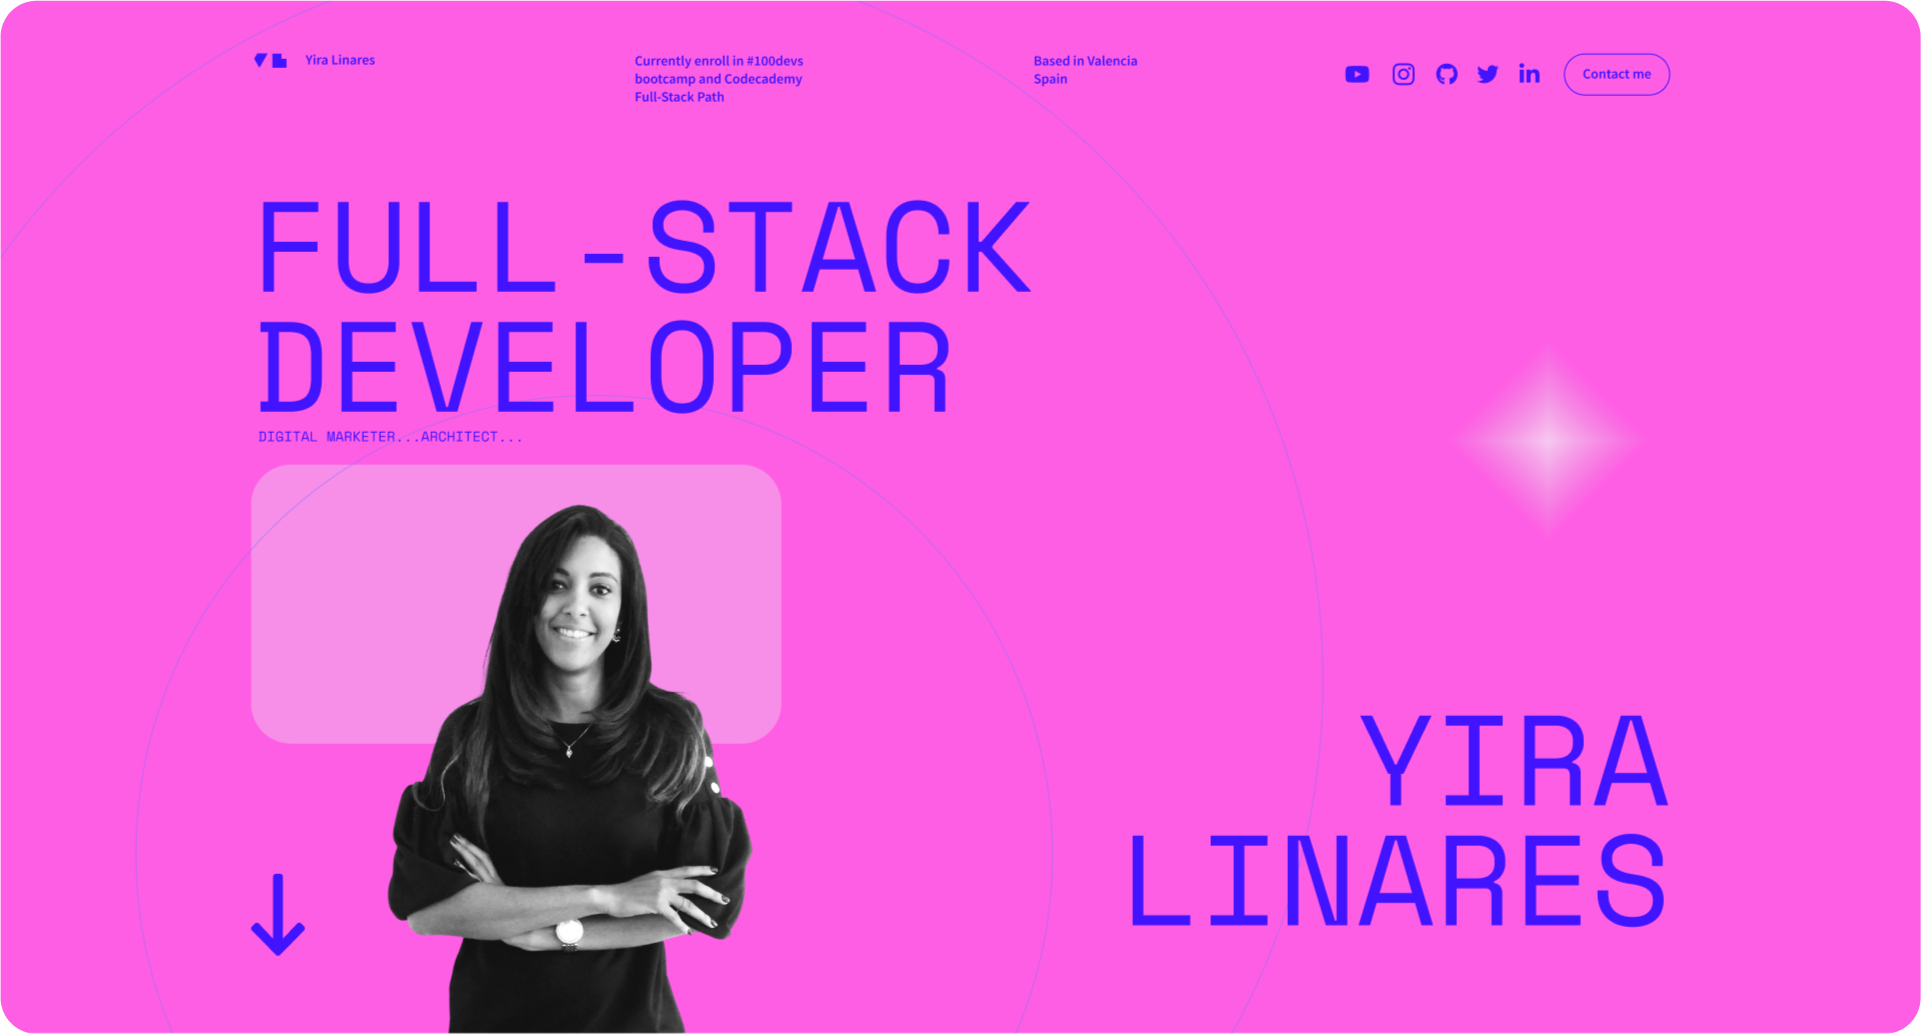 Yira Linares
Currently enroll in #100devs
bootcamp and Codecademy
Full-Stack Path
Based in Valencia
Spain
Contact me
FULL-STACK
DEVELOPER
DIGITAL MARKETER...ARCHITECT...
YIRA
LINARES